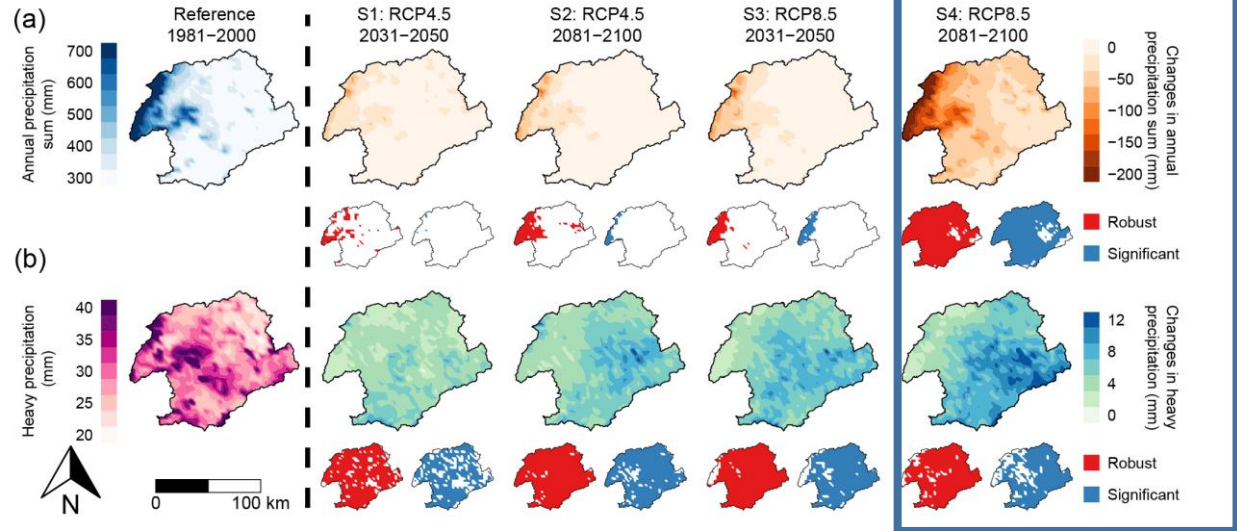 (a)
Reference
1981−2000
S1: RCP4.5
2031−2050
S2: RCP4.5
2081−2100
S3: RCP8.5
2031−2050
S4: RCP8.5
2081−2100
Annual precipitation
sum (mm)
700
600
500
400
300
0
−50
−100
−150
−200
Changes in annual
precipitation sum (mm)
Robust
Significant
(b)
Heavy precipitation
(mm)
40
35
30
25
20
12
8
4
0
Changes in heavy
precipitation (mm)
Robust
Significant
N
0
100 km